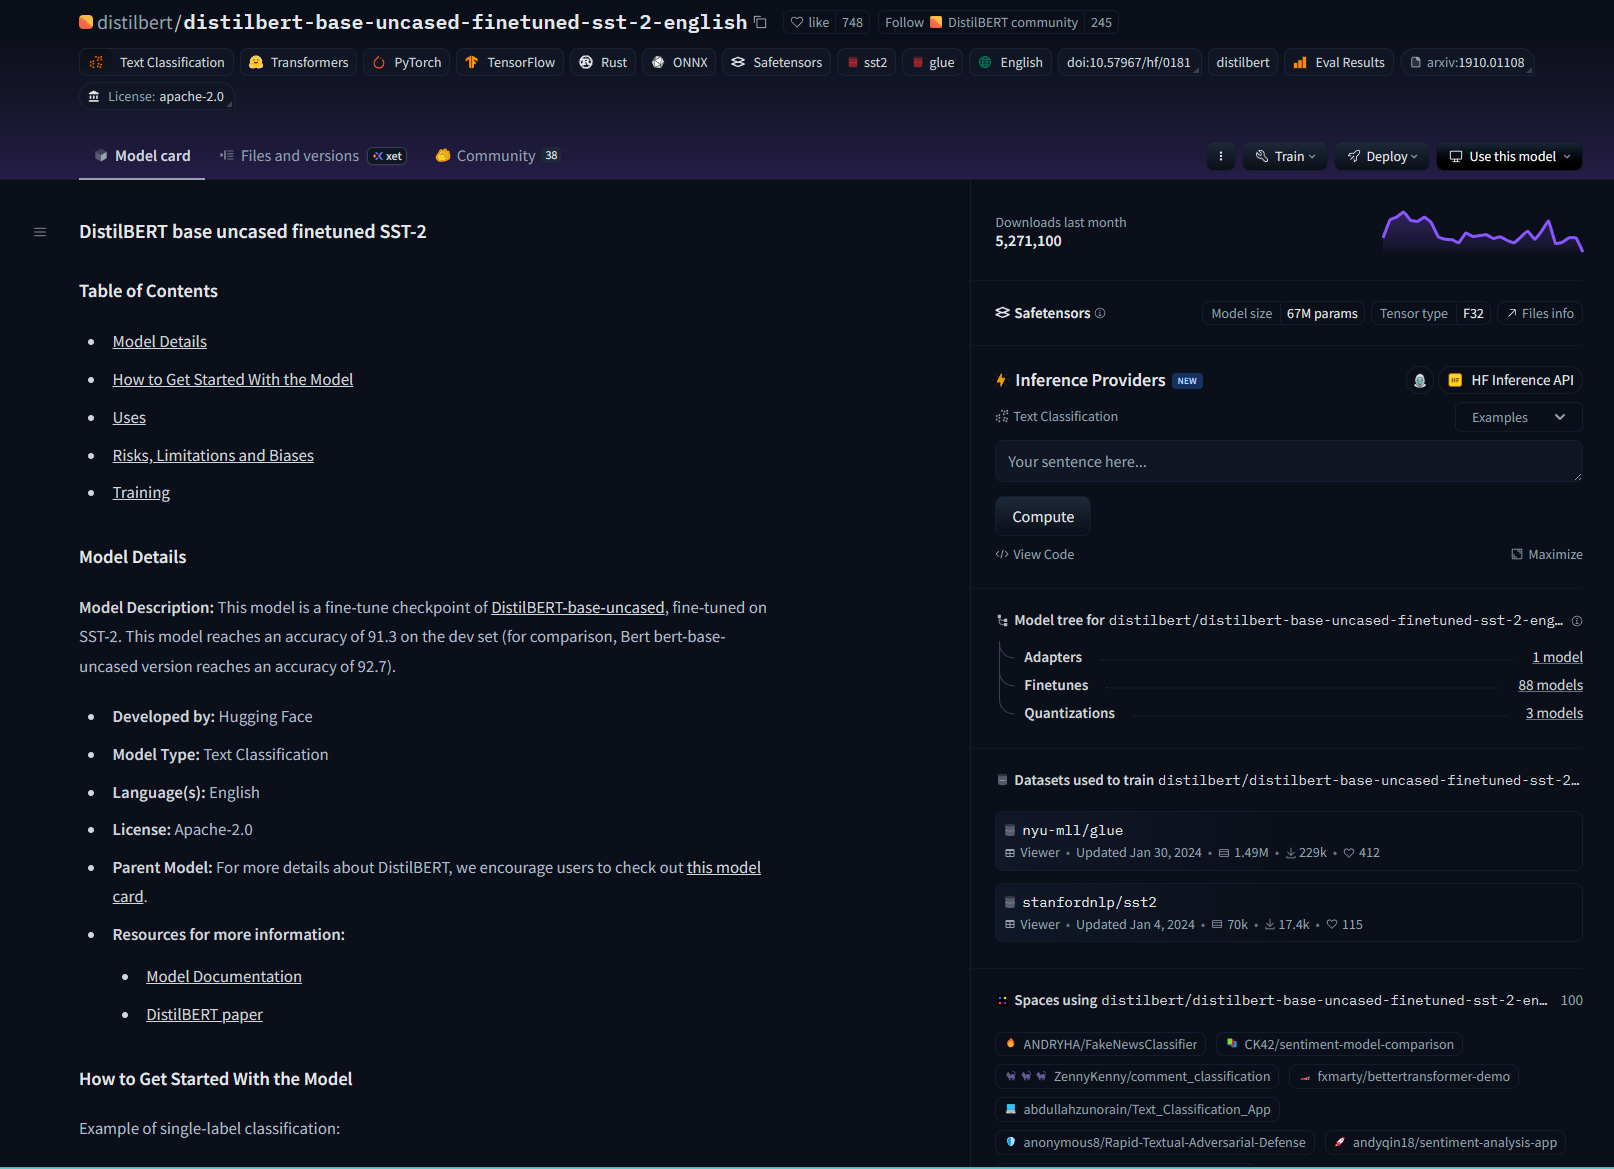 distilbert/distilbert-base-uncased-finetuned-sst-2-english like 748 Follow DistilBERT community 245
Text Classification Transformers PyTorch TensorFlow Rust ONNX Safetensors sst2 glue English doi:10.57967/hf/0181 distilbert Eval Results arxiv:1910.01108
License: apache-2.0
Model card Files and versions xet Community 38 Train Deploy Use this model
DistilBERT base uncased finetuned SST-2
Table of Contents
Model Details
How to Get Started With the Model
Uses
Risks, Limitations and Biases
Training
Model Details
Model Description: This model is a fine-tune checkpoint of DistilBERT-base-uncased, fine-tuned on
SST-2. This model reaches an accuracy of 91.3 on the dev set (for comparison, Bert bert-base-
uncased version reaches an accuracy of 92.7).
Developed by: Hugging Face
Model Type: Text Classification
Language(s): English
License: Apache-2.0
Parent Model: For more details about DistilBERT, we encourage users to check out this model
card.
Resources for more information:
Model Documentation
DistilBERT paper
How to Get Started With the Model
Example of single-label classification:
Downloads last month
5,271,100
Safetensors Model size 67M params Tensor type F32 Files info
Inference Providers NEW HF Inference API
Text Classification Examples
Your sentence here...
Compute
</> View Code Maximize
Model tree for distilbert/distilbert-base-uncased-finetuned-sst-2-eng…
Adapters 1 model
Finetunes 88 models
Quantizations 3 models
Datasets used to train distilbert/distilbert-base-uncased-finetuned-sst-2…
nyu-mll/glue
Viewer • Updated Jan 30, 2024 • 1.49M • 229k • 412
stanfordnlp/sst2
Viewer • Updated Jan 4, 2024 • 70k • 17.4k • 115
Spaces using distilbert/distilbert-base-uncased-finetuned-sst-2-en… 100
ANDRYHA/FakeNewsClassifier CK42/sentiment-model-comparison
ZennyKenny/comment_classification fxmarty/bettertransformer-demo
abdullahzunorain/Text_Classification_App
anonymous8/Rapid-Textual-Adversarial-Defense andyqin18/sentiment-analysis-app